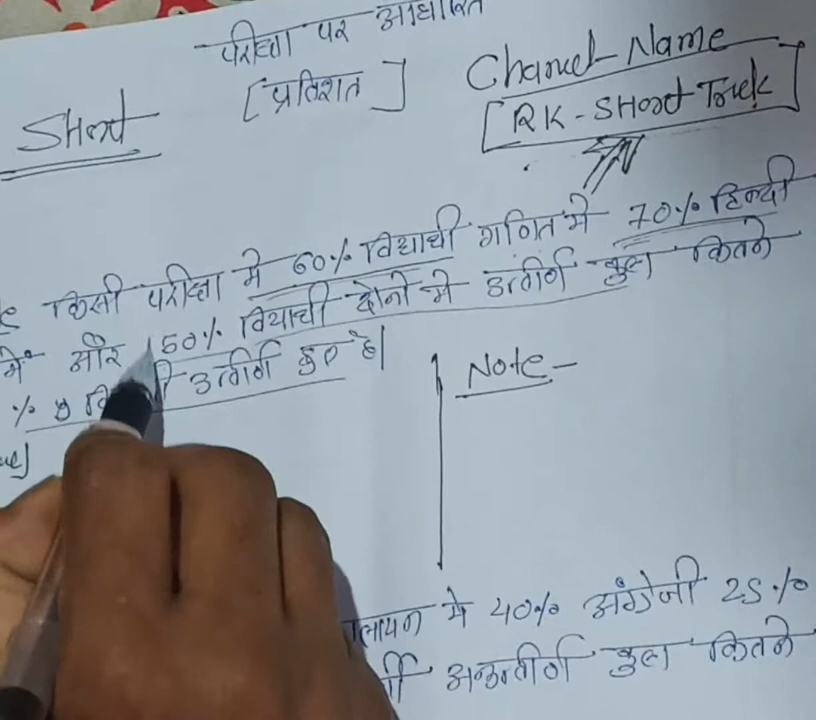 परीक्षा पर आधारित
[प्रतिशत]
Channel Name
[RK-SHort Trick]
SHort
किसी परीक्षा मे 60% विद्यार्थी गणित मे 70% हिन्दी
में और 50% विद्यार्थी दोनो मे उत्तीर्ण कुल कितने
% उत्तीर्ण हुए है।
Note-
मे 40% अंग्रेजी 25%
अनुत्तीर्ण कुल कितने